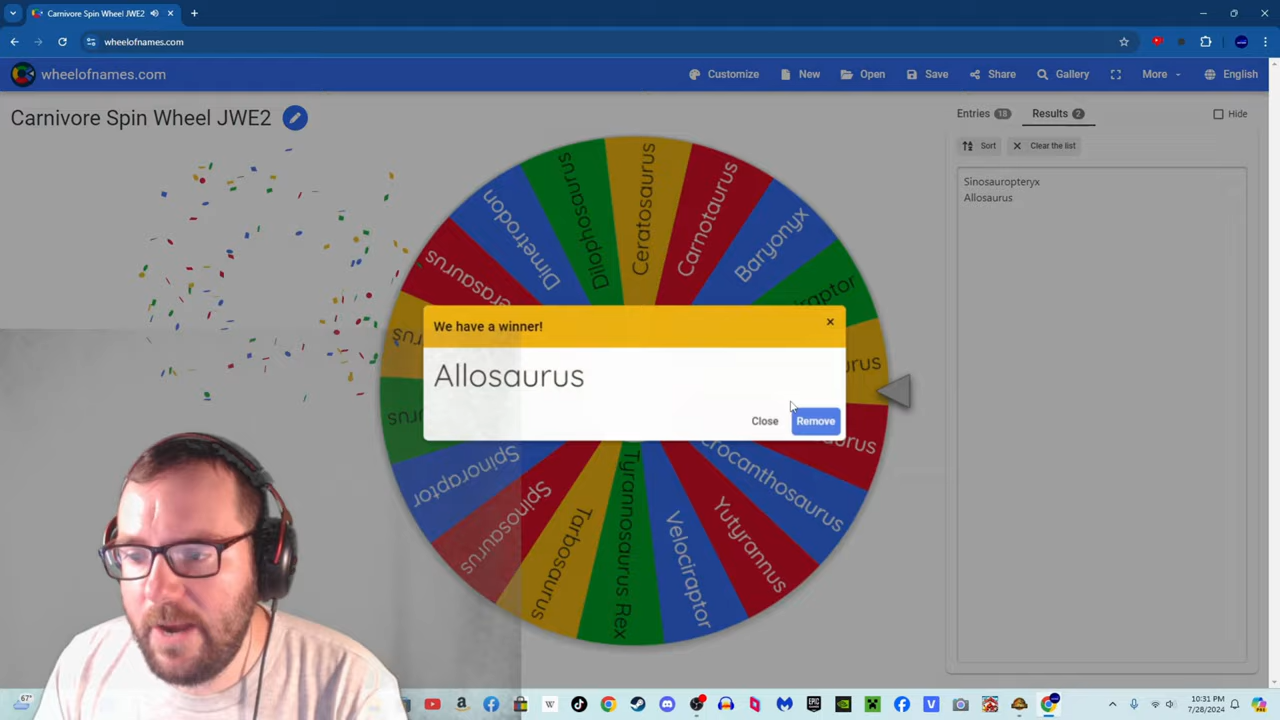 Carnivore Spin Wheel JWE2
wheelofnames.com
wheelofnames.com
Customize
New
Open
Save
Share
Gallery
More
English
Carnivore Spin Wheel JWE2
Entries 18
Results 2
Hide
Sort
Clear the list
Sinosauropteryx
Allosaurus
Dimetrodon
Dilophosaurus
Ceratosaurus
Carnotaurus
Baryonyx
We have a winner!
Allosaurus
Close
Remove
Spinoraptor
Spinosaurus
Tarbosaurus
Tyrannosaurus Rex
Velociraptor
Yutyrannus
crocanthosaurus
67°
10:31 PM
7/28/2024